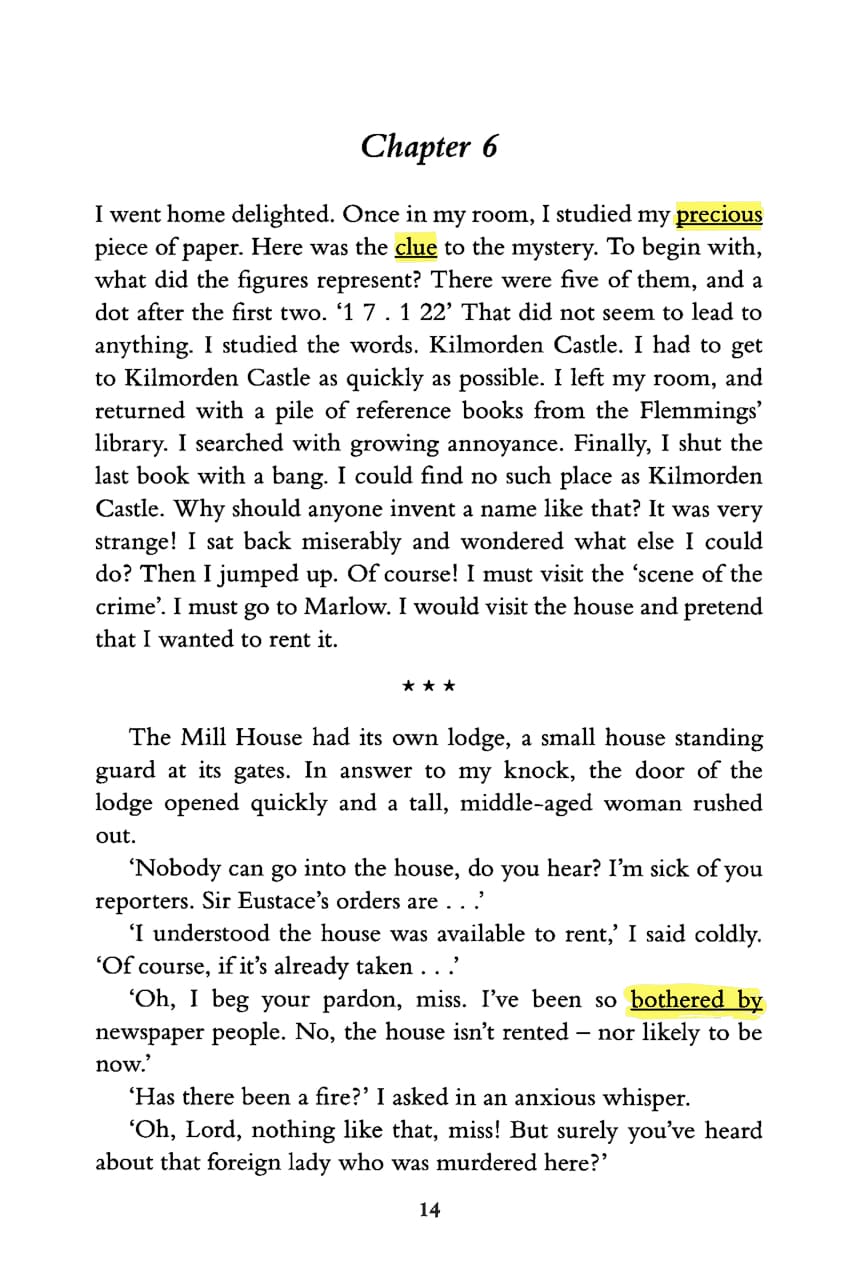 Chapter 6
I went home delighted. Once in my room, I studied my precious
piece of paper. Here was the clue to the mystery. To begin with,
what did the figures represent? There were five of them, and a
dot after the first two. ‘1 7 . 1 22’ That did not seem to lead to
anything. I studied the words. Kilmorden Castle. I had to get
to Kilmorden Castle as quickly as possible. I left my room, and
returned with a pile of reference books from the Flemmings’
library. I searched with growing annoyance. Finally, I shut the
last book with a bang. I could find no such place as Kilmorden
Castle. Why should anyone invent a name like that? It was very
strange! I sat back miserably and wondered what else I could
do? Then I jumped up. Of course! I must visit the ‘scene of the
crime’. I must go to Marlow. I would visit the house and pretend
that I wanted to rent it.
★ ★ ★
The Mill House had its own lodge, a small house standing
guard at its gates. In answer to my knock, the door of the
lodge opened quickly and a tall, middle-aged woman rushed
out.
‘Nobody can go into the house, do you hear? I’m sick of you
reporters. Sir Eustace’s orders are . . .’
‘I understood the house was available to rent,’ I said coldly.
‘Of course, if it’s already taken . . .’
‘Oh, I beg your pardon, miss. I’ve been so bothered by
newspaper people. No, the house isn’t rented – nor likely to be
now.’
‘Has there been a fire?’ I asked in an anxious whisper.
‘Oh, Lord, nothing like that, miss! But surely you’ve heard
about that foreign lady who was murdered here?’
14